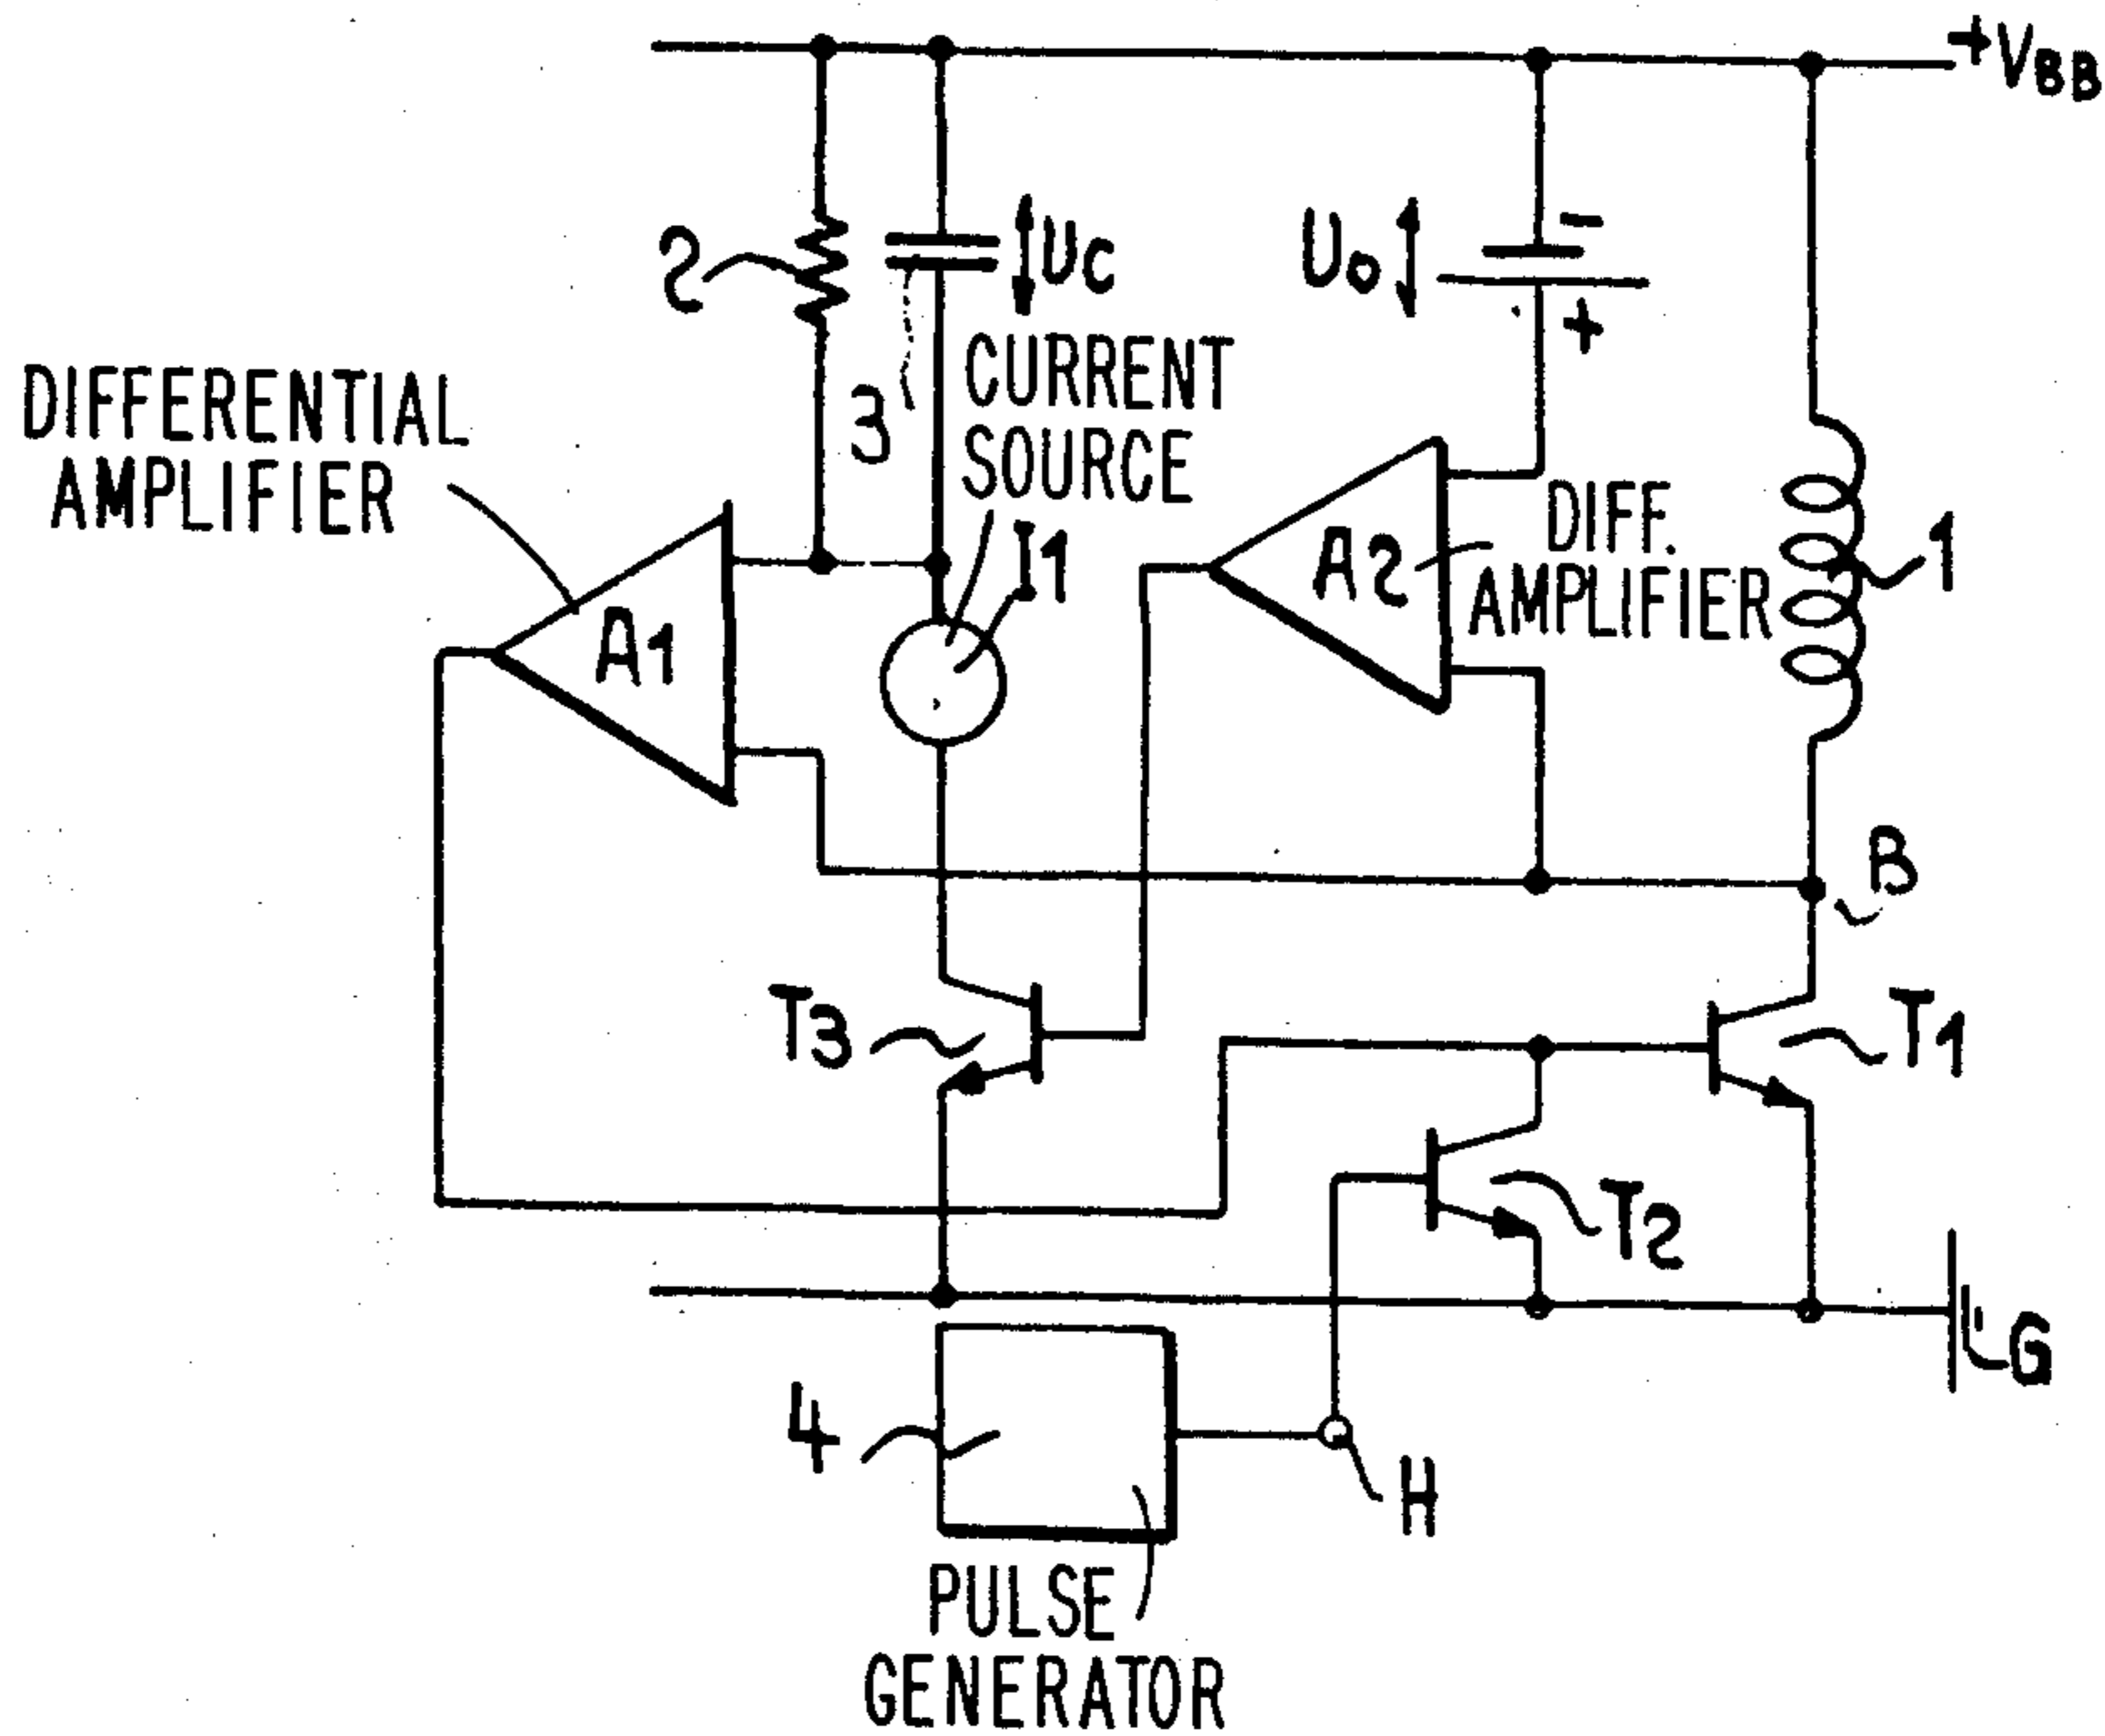 +VBB
2
UC
U0
-
+
3
CURRENT
SOURCE
I1
DIFFERENTIAL
AMPLIFIER
A1
A2
DIFF.
AMPLIFIER
1
B
T3
T1
T2
G
4
H
PULSE
GENERATOR